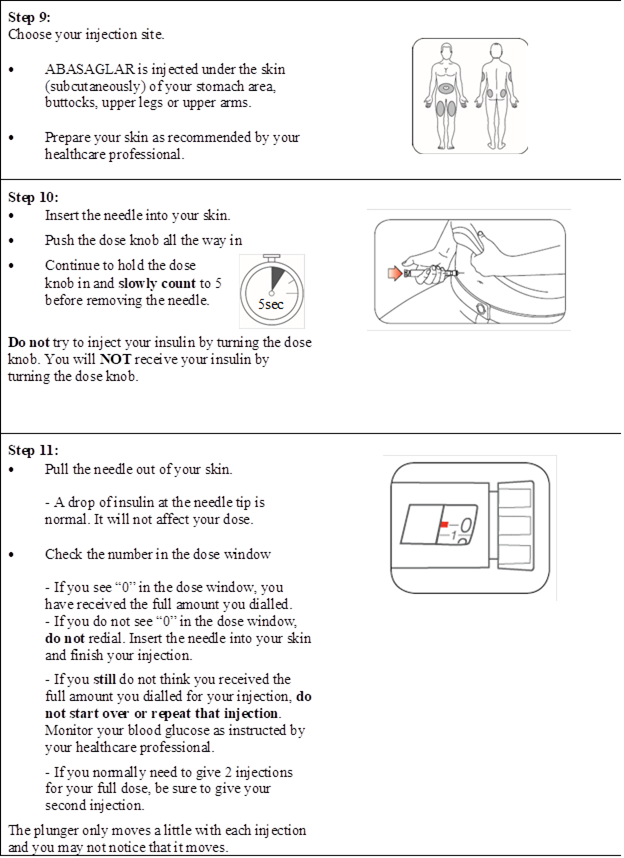 Step 9:
Choose your injection site.
• ABASAGLAR is injected under the skin
(subcutaneously) of your stomach area,
buttocks, upper legs or upper arms.
• Prepare your skin as recommended by your
healthcare professional.
Step 10:
• Insert the needle into your skin.
• Push the dose knob all the way in
• Continue to hold the dose
knob in and slowly count to 5
before removing the needle.
5sec
Do not try to inject your insulin by turning the dose
knob. You will NOT receive your insulin by
turning the dose knob.
Step 11:
• Pull the needle out of your skin.
- A drop of insulin at the needle tip is
normal. It will not affect your dose.
• Check the number in the dose window
- If you see “0” in the dose window, you
have received the full amount you dialled.
- If you do not see “0” in the dose window,
do not redial. Insert the needle into your skin
and finish your injection.
- If you still do not think you received the
full amount you dialled for your injection, do
not start over or repeat that injection.
Monitor your blood glucose as instructed by
your healthcare professional.
- If you normally need to give 2 injections
for your full dose, be sure to give your
second injection.
The plunger only moves a little with each injection
and you may not notice that it moves.
0
1